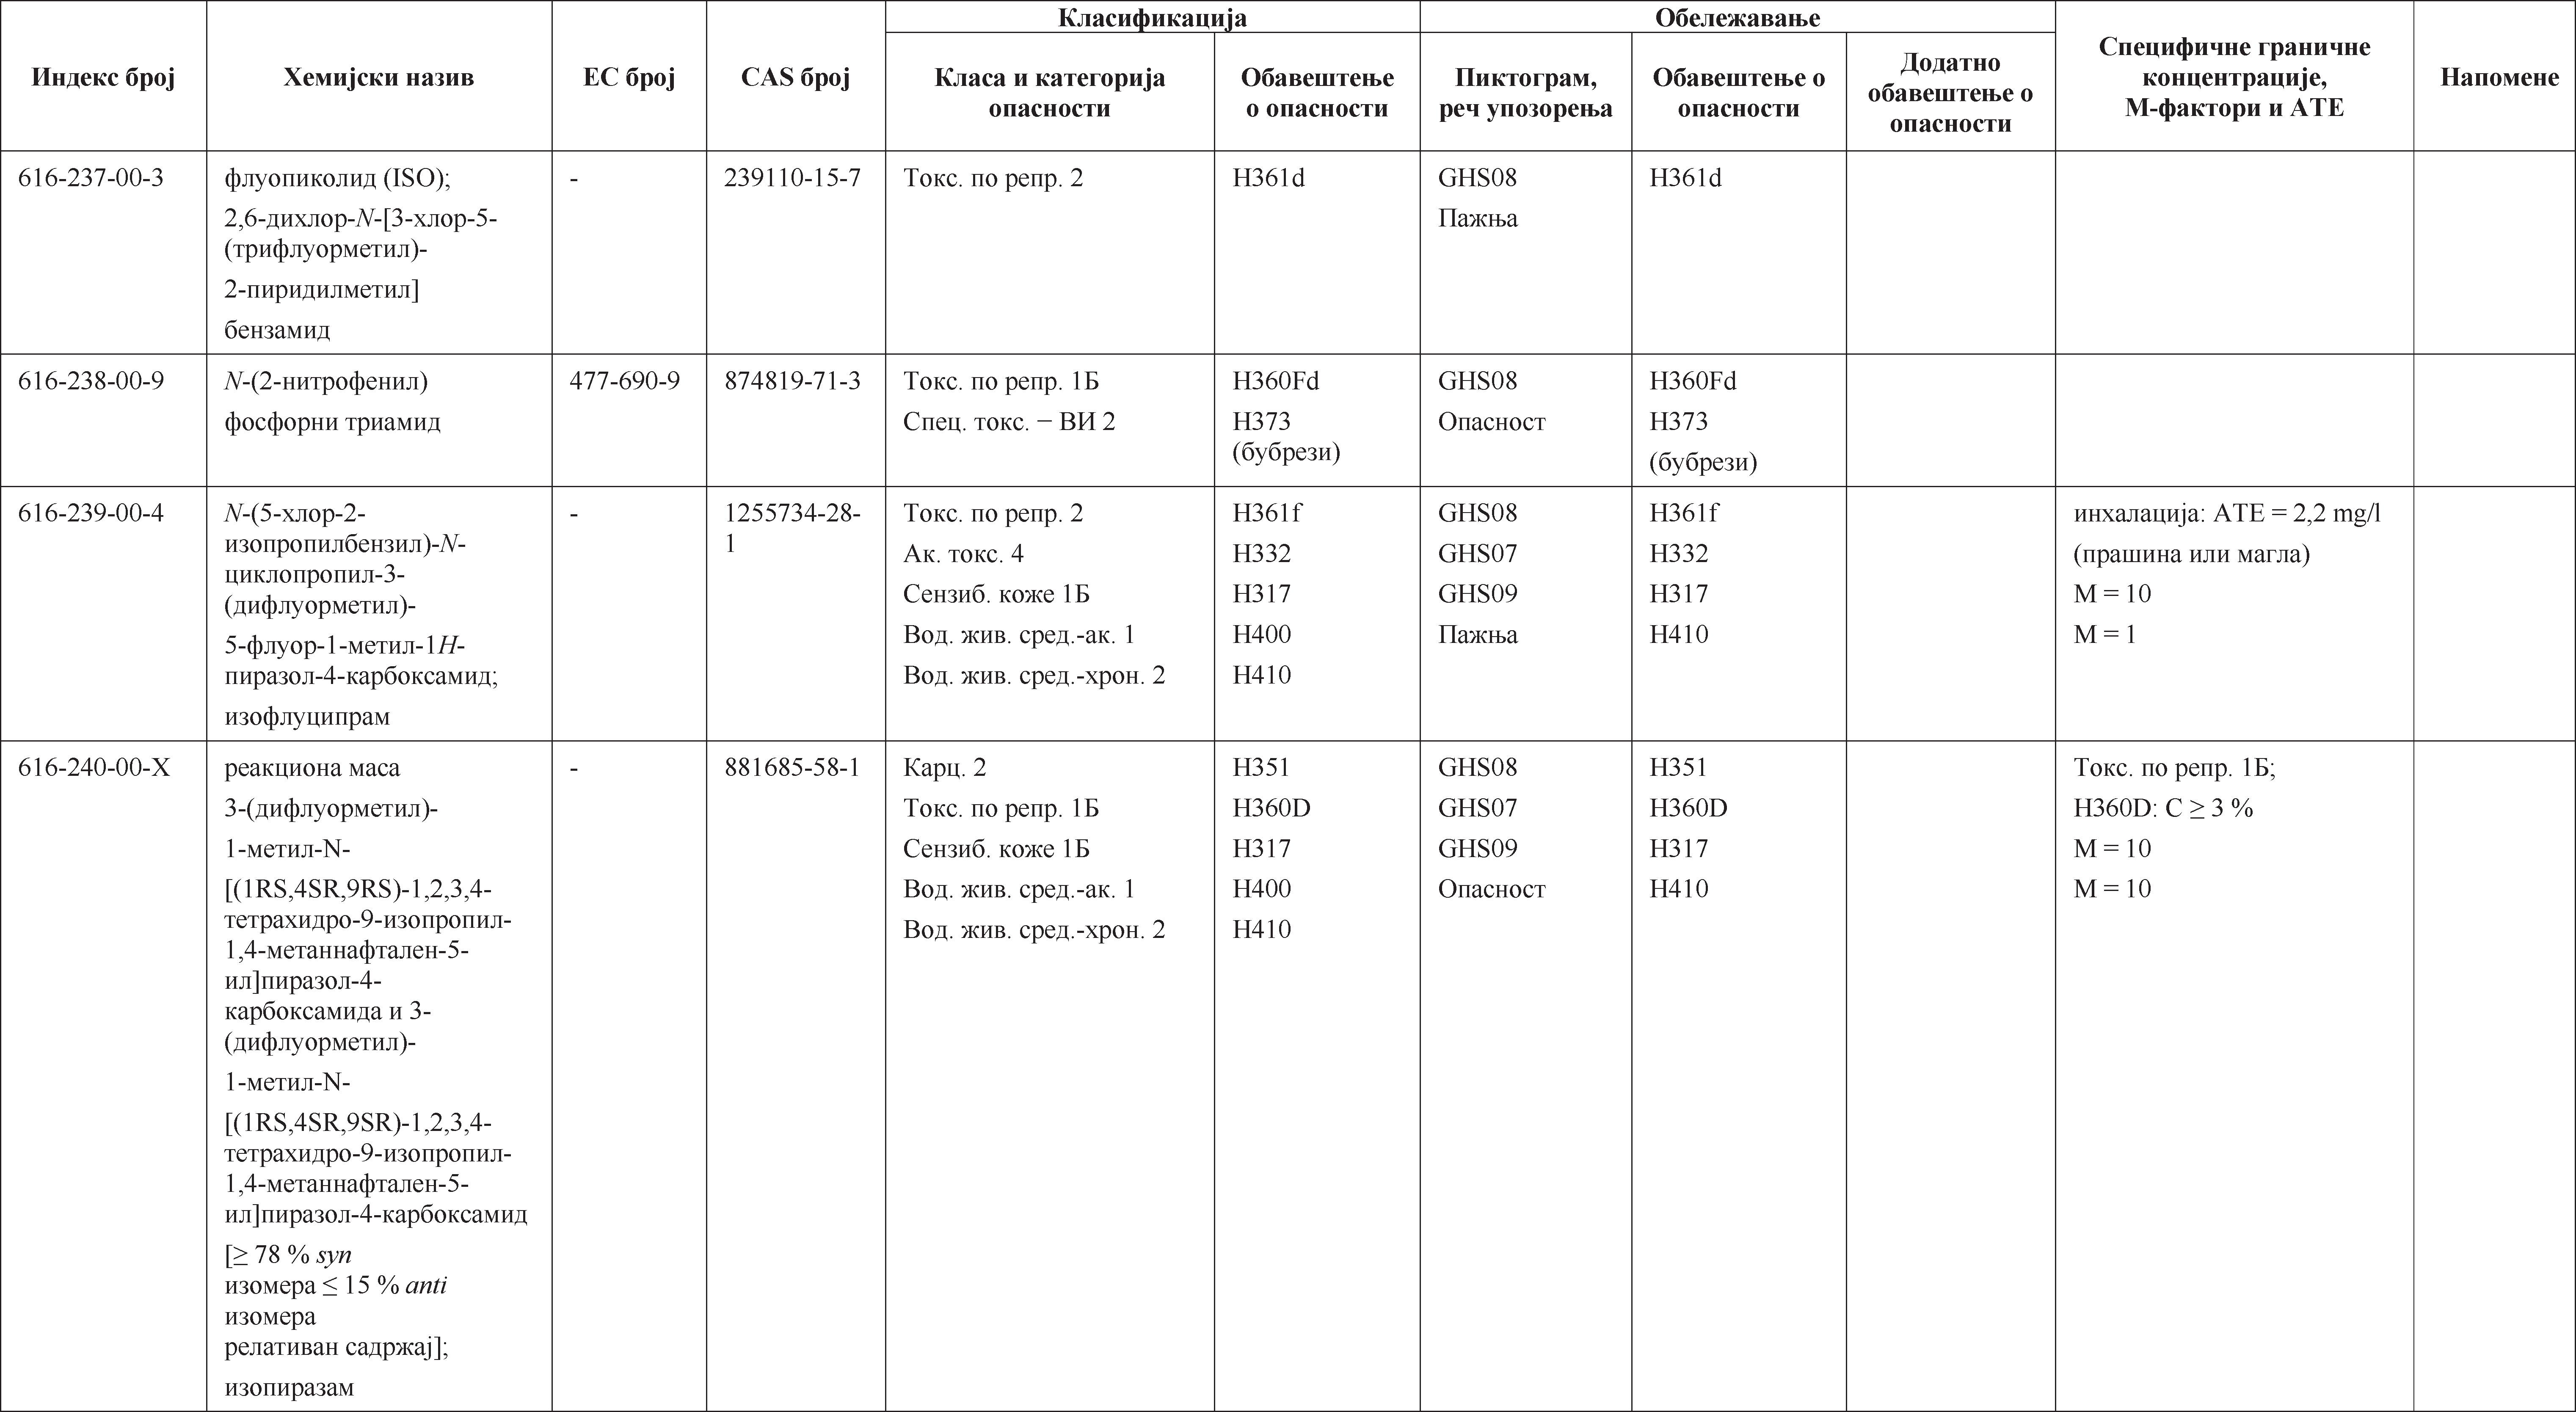 Индекс број
Хемијски назив
ЕС број
CAS број
Класификација
Обележавање
Специфичне граничне
концентрације,
М-фактори и АТЕ
Напомене
Класа и категорија
опасности
Обавештење
о опасности
Пиктограм,
реч упозорења
Обавештење о
опасности
Додатно
обавештење о
опасности
616-237-00-3
флуопиколид (ISO);
2,6-дихлор-N-[3-хлор-5-
(трифлуорметил)-
2-пиридилметил]
бензамид
-
239110-15-7
Токс. по репр. 2
H361d
GHS08
Пажња
H361d
616-238-00-9
N-(2-нитрофенил)
фосфорни триамид
477-690-9
874819-71-3
Токс. по репр. 1Б
Спец. токс. − ВИ 2
H360Fd
H373
(бубрези)
GHS08
Опасност
H360Fd
H373
(бубрези)
616-239-00-4
N-(5-хлор-2-
изопропилбензил)-N-
циклопропил-3-
(дифлуорметил)-
5-флуор-1-метил-1H-
пиразол-4-карбоксамид;
изофлуципрам
-
1255734-28-
1
Токс. по репр. 2
Ак. токс. 4
Сензиб. коже 1Б
Вод. жив. сред.-ак. 1
Вод. жив. сред.-хрон. 2
H361f
H332
H317
H400
H410
GHS08
GHS07
GHS09
Пажња
H361f
H332
H317
H410
инхалација: ATE = 2,2 mg/l
(прашина или магла)
M = 10
M = 1
616-240-00-X
реакциона маса
3-(дифлуорметил)-
1-метил-N-
[(1RS,4SR,9RS)-1,2,3,4-
тетрахидро-9-изопропил-
1,4-метаннафтален-5-
ил]пиразол-4-
карбоксамида и 3-
(дифлуорметил)-
1-метил-N-
[(1RS,4SR,9SR)-1,2,3,4-
тетрахидро-9-изопропил-
1,4-метаннафтален-5-
ил]пиразол-4-карбоксамид
[≥ 78 % syn
изомера ≤ 15 % anti
изомера
релативан садржај];
изопиразам
-
881685-58-1
Карц. 2
Токс. по репр. 1Б
Сензиб. коже 1Б
Вод. жив. сред.-ак. 1
Вод. жив. сред.-хрон. 2
H351
H360D
H317
H400
H410
GHS08
GHS07
GHS09
Опасност
H351
H360D
H317
H410
Токс. по репр. 1Б;
H360D: C ≥ 3 %
M = 10
M = 10